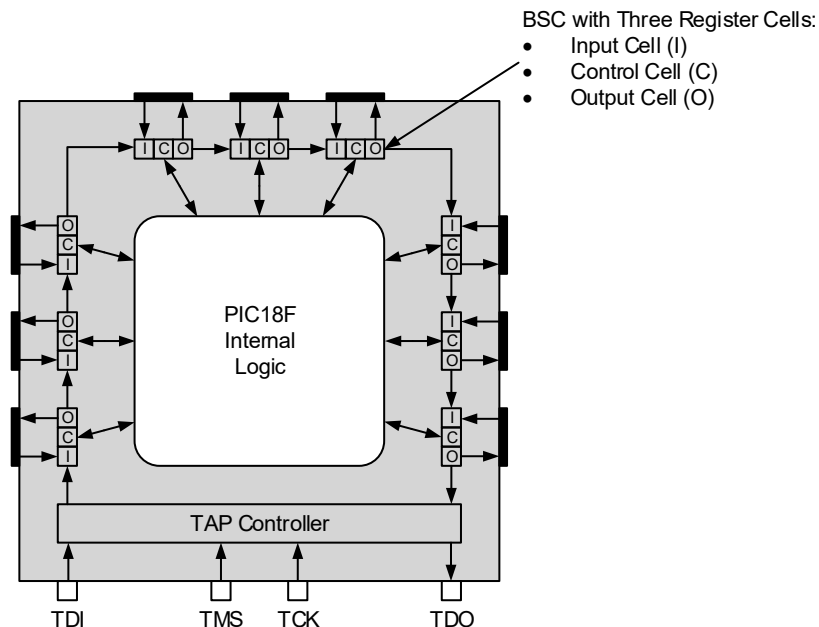 BSC with Three Register Cells:
• Input Cell (I)
• Control Cell (C)
• Output Cell (O)
I C O I C O I C O
O
C
I
I
C
O
O
C
I
PIC18F
Internal
Logic
I
C
O
O
C
I
I
C
O
TAP Controller
TDI TMS TCK TDO